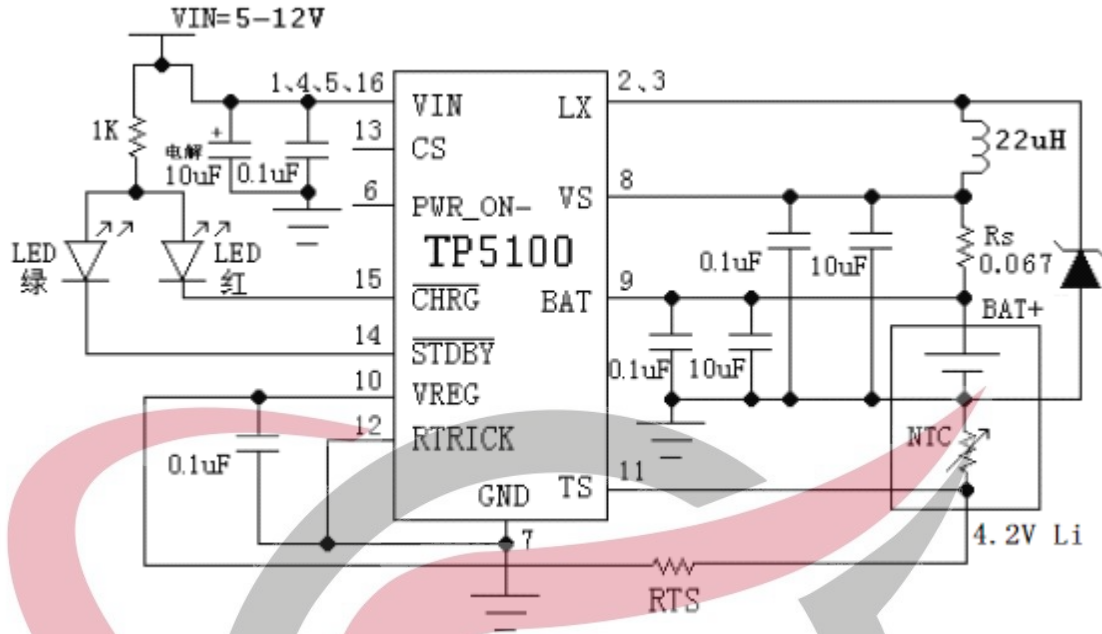 VIN=5-12V
1、4、5、16
2、3
VIN
LX
1K
13
CS
电解
10uF
0.1uF
22uH
6
PWR_ON-
8
VS
TP5100
LED
绿
LED
红
Rs
0.067
0.1uF
10uF
15
CHRG
9
BAT
BAT+
14
STDBY
0.1uF
10uF
10
VREG
12
RTRICK
NTC
0.1uF
11
TS
GND
7
4.2V Li
RTS